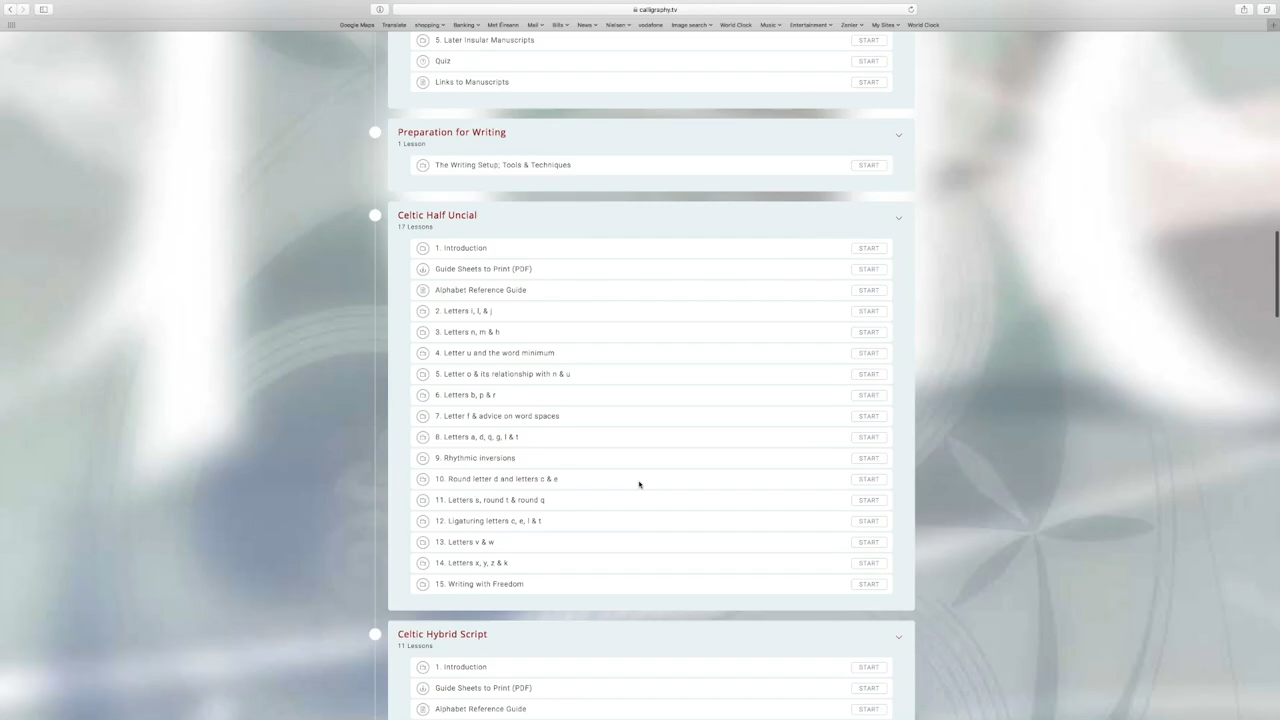 calligraphy.tv
Google Maps Translate shopping Banking Met Éireann Mail Bills News Nielsen vodafone Image search World Clock Music Entertainment Zenler My Sites World Clock
5. Later Insular Manuscripts START
Quiz START
Links to Manuscripts START
Preparation for Writing
1 Lesson
The Writing Setup; Tools & Techniques START
Celtic Half Uncial
17 Lessons
1. Introduction START
Guide Sheets to Print (PDF) START
Alphabet Reference Guide START
2. Letters i, l, & j START
3. Letters n, m & h START
4. Letter u and the word minimum START
5. Letter o & its relationship with n & u START
6. Letters b, p & r START
7. Letter f & advice on word spaces START
8. Letters a, d, q, g, l & t START
9. Rhythmic inversions START
10. Round letter d and letters c & e START
11. Letters s, round t & round q START
12. Ligaturing letters c, e, l & t START
13. Letters v & w START
14. Letters x, y, z & k START
15. Writing with Freedom START
Celtic Hybrid Script
11 Lessons
1. Introduction START
Guide Sheets to Print (PDF) START
Alphabet Reference Guide START